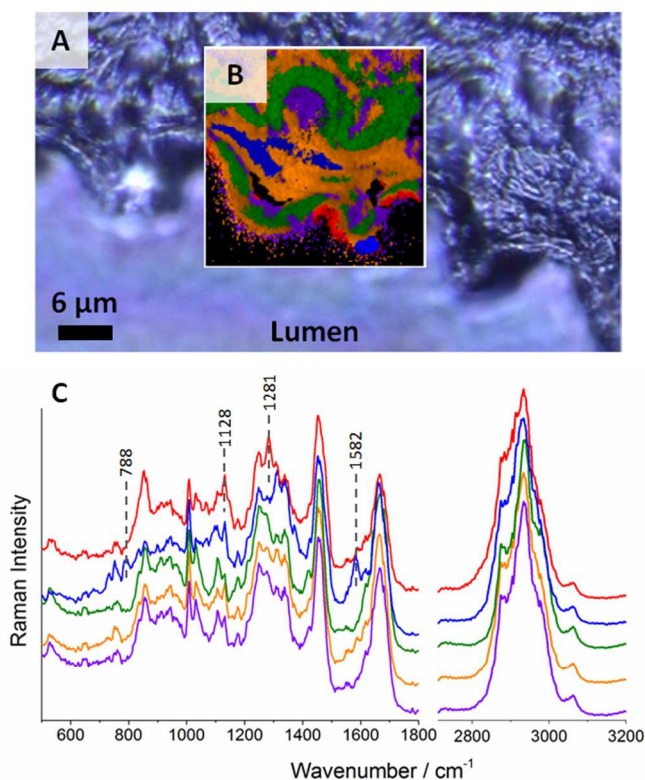 A
B
6 µm
Lumen
C
788
1128
1281
1582
Raman Intensity
600 800 1000 1200 1400 1600 1800 2800 3000 3200
Wavenumber / cm⁻¹